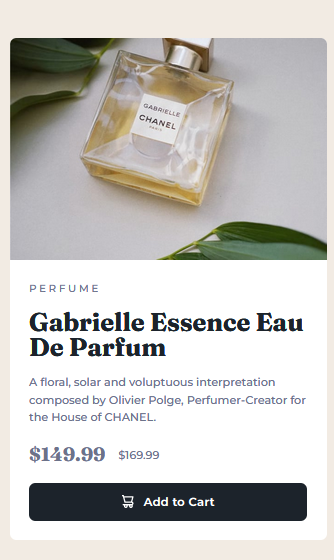 GABRIELLE
CHANEL
PARIS
PERFUME
Gabrielle Essence Eau
De Parfum
A floral, solar and voluptuous interpretation
composed by Olivier Polge, Perfumer-Creator for
the House of CHANEL.
$149.99 $169.99
Add to Cart